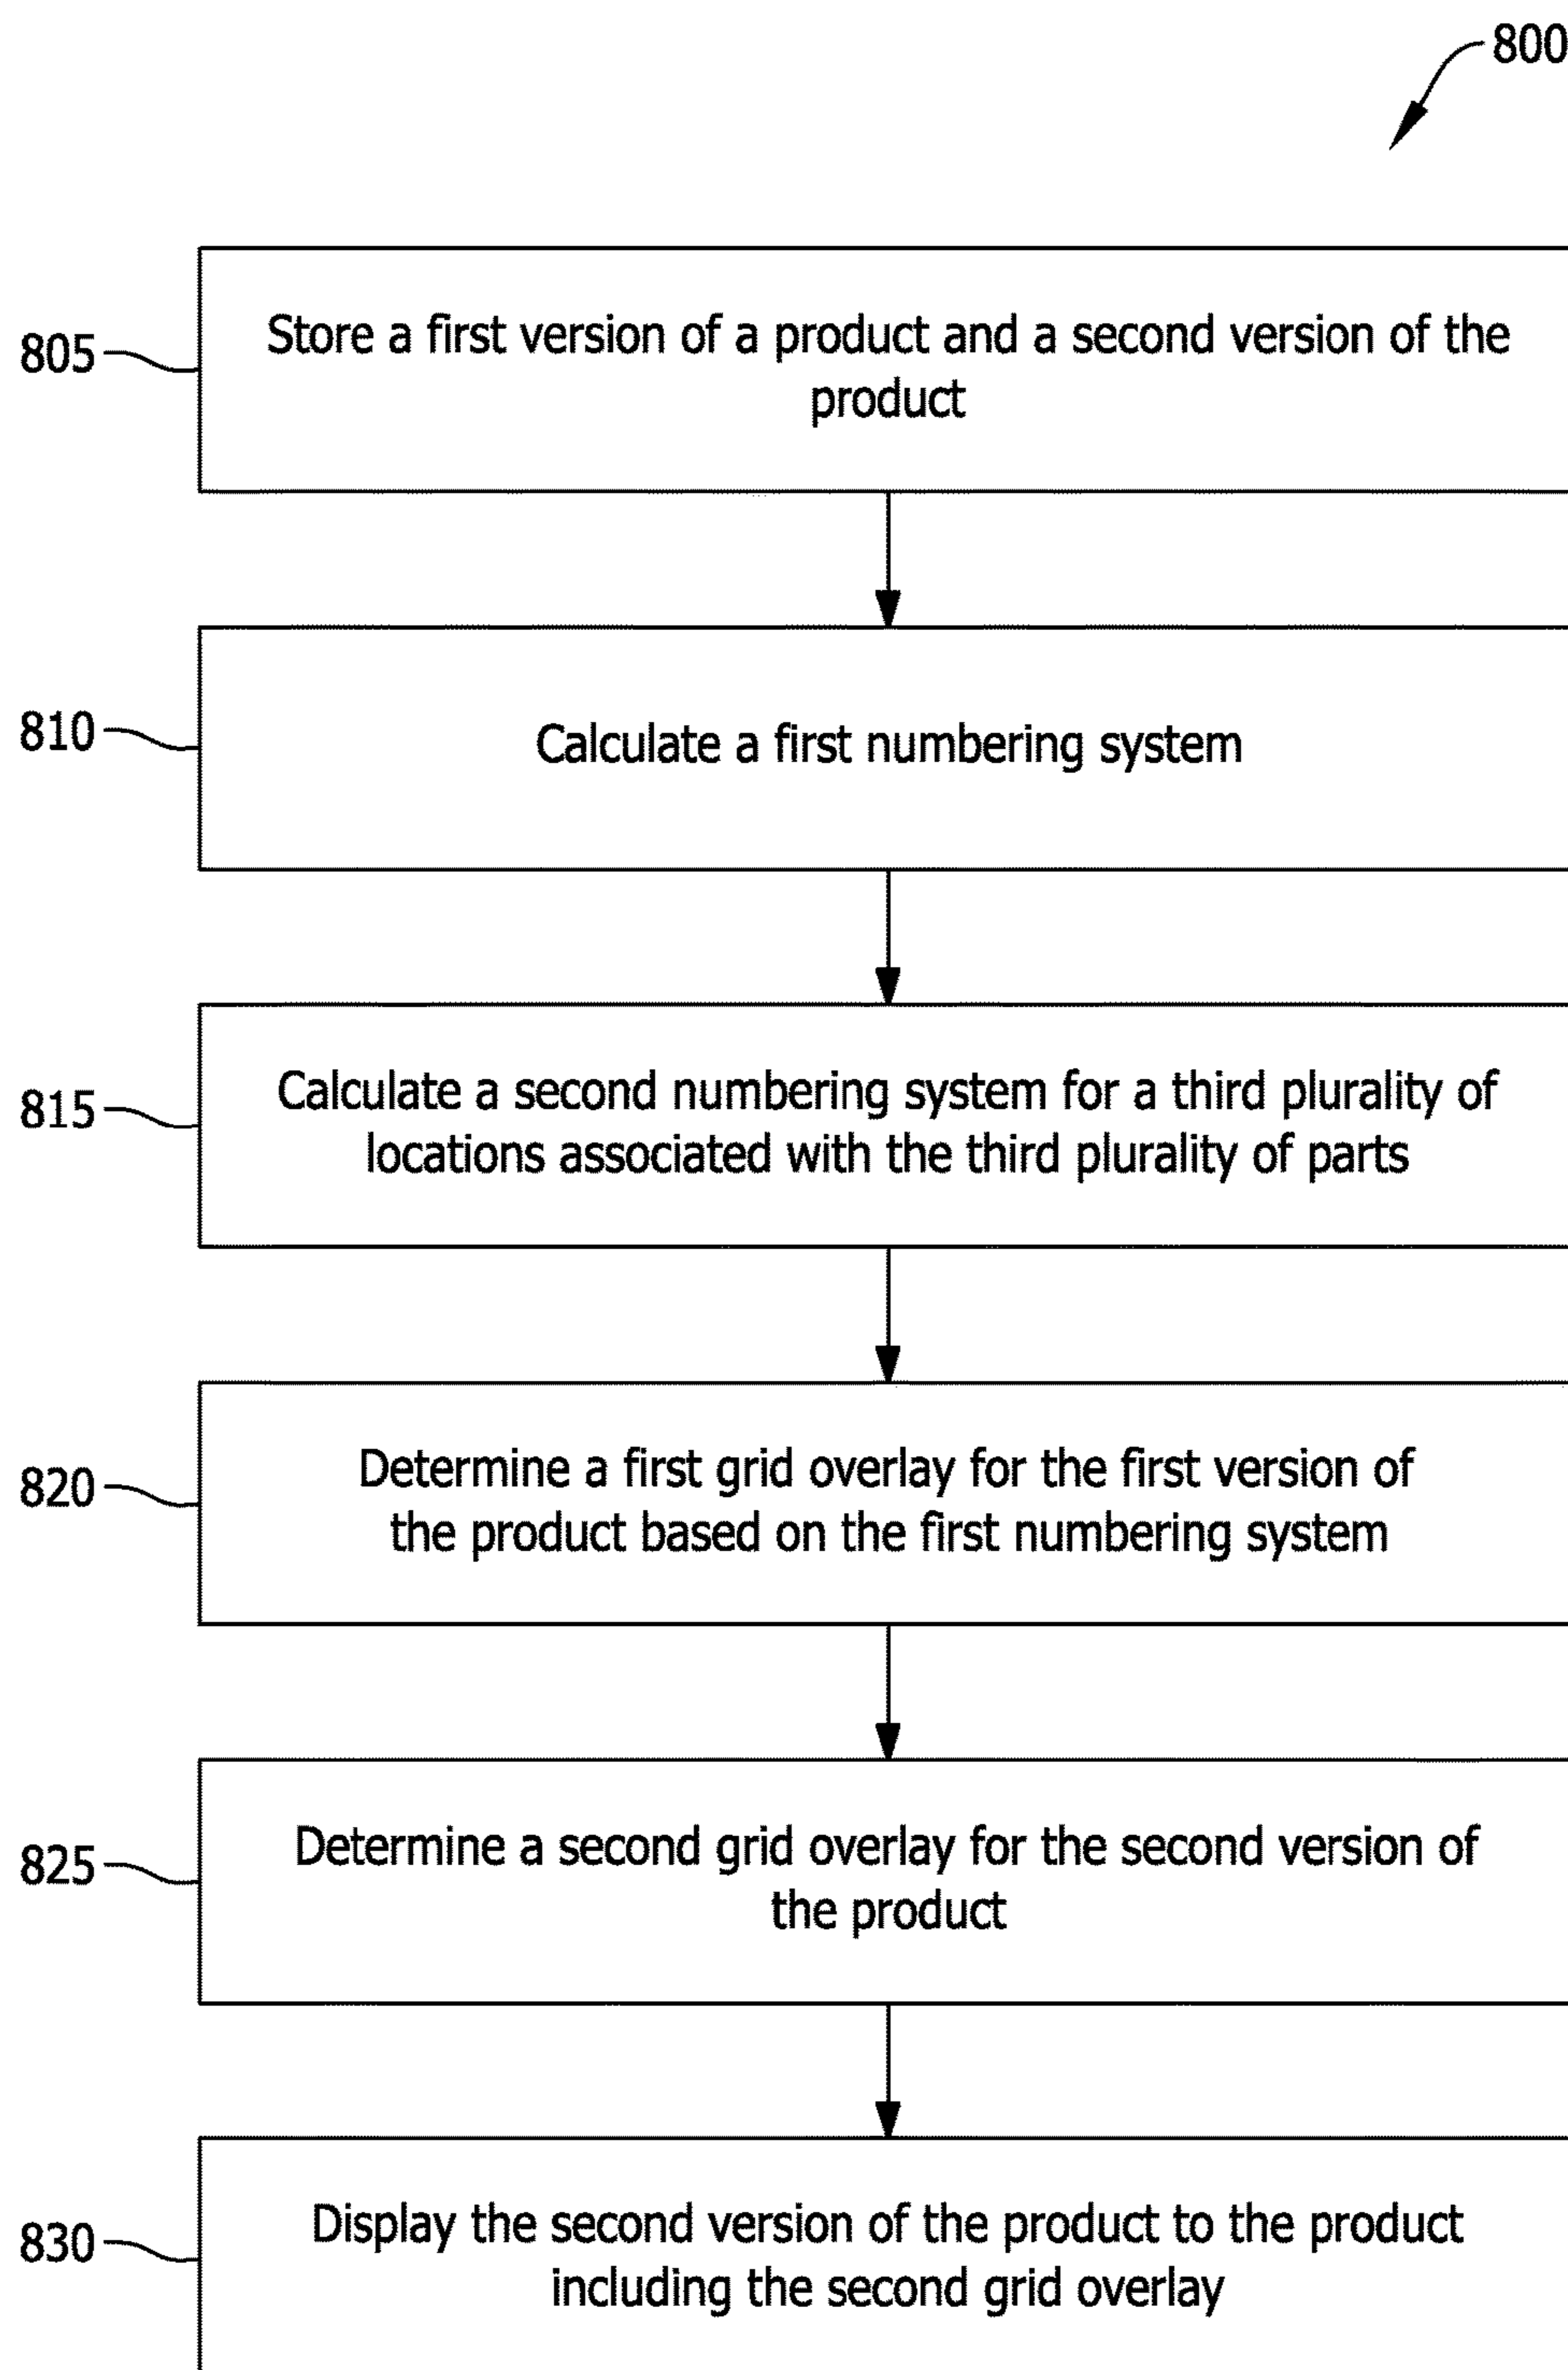 800
805
Store a first version of a product and a second version of the
product
810
Calculate a first numbering system
815
Calculate a second numbering system for a third plurality of
locations associated with the third plurality of parts
820
Determine a first grid overlay for the first version of
the product based on the first numbering system
825
Determine a second grid overlay for the second version of
the product
830
Display the second version of the product to the product
including the second grid overlay